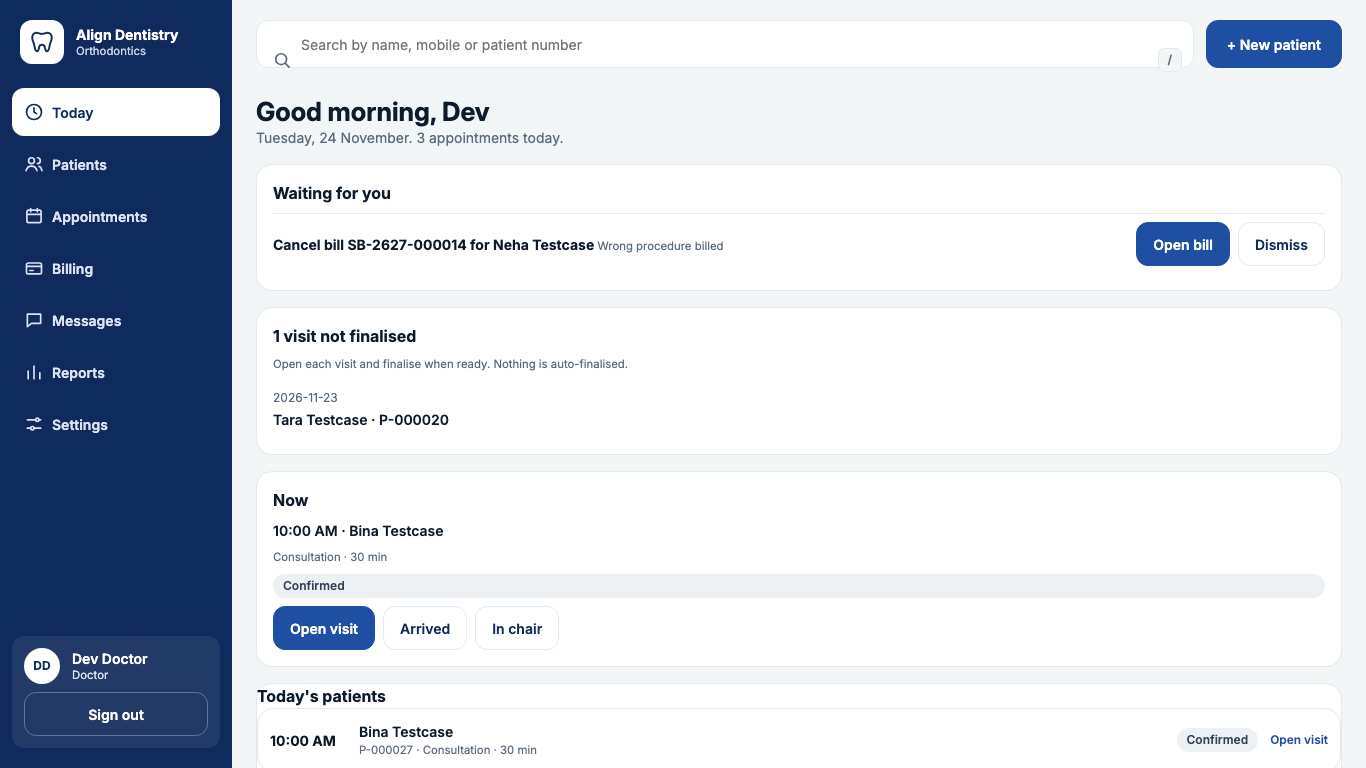 Align Dentistry
Orthodontics
Today
Patients
Appointments
Billing
Messages
Reports
Settings
DD
Dev Doctor
Doctor
Sign out
Search by name, mobile or patient number
/
+ New patient
Good morning, Dev
Tuesday, 24 November. 3 appointments today.
Waiting for you
Cancel bill SB-2627-000014 for Neha Testcase Wrong procedure billed
Open bill
Dismiss
1 visit not finalised
Open each visit and finalise when ready. Nothing is auto-finalised.
2026-11-23
Tara Testcase · P-000020
Now
10:00 AM · Bina Testcase
Consultation · 30 min
Confirmed
Open visit
Arrived
In chair
Today's patients
10:00 AM
Bina Testcase
P-000027 · Consultation · 30 min
Confirmed
Open visit